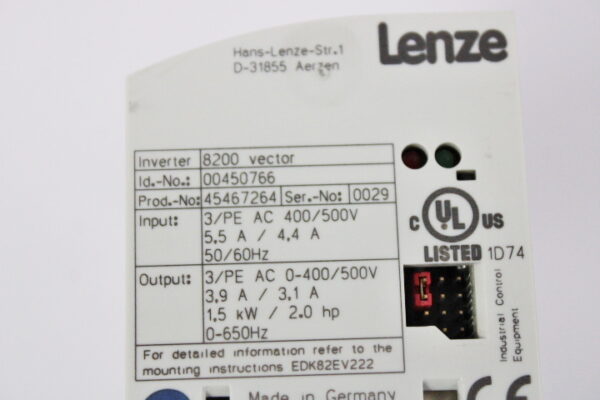 Hans-Lenze-Str.1
D-31855 Aerzen
Lenze
Inverter 8200 vector
Id.-No.: 00450766
Prod.-No: 45467264 Ser.-No: 0029
Input: 3/PE AC 400/500V
5.5 A / 4.4 A
50/60Hz
Output: 3/PE AC 0-400/500V
3.9 A / 3.1 A
1.5 kW / 2.0 hp
0-650Hz
For detailed information refer to the
mounting instructions EDK82EV222
Made in Germany
C UL US
LISTED 1D74
Industrial Control
Equipment
CE